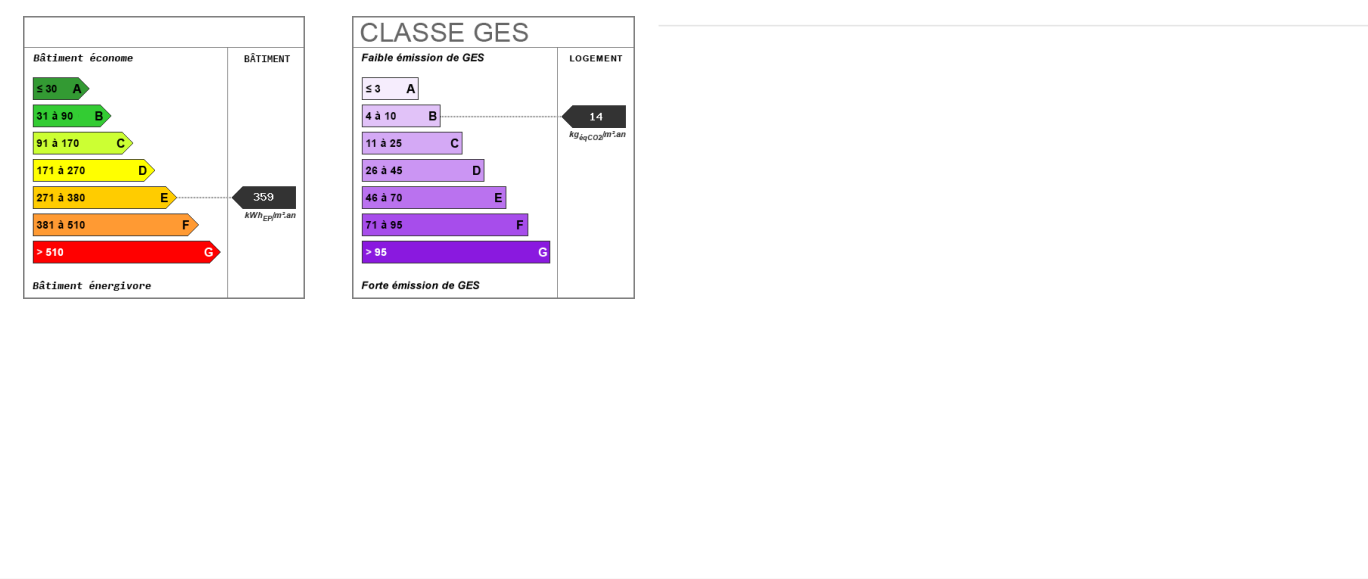 Bâtiment économe
BÂTIMENT
≤ 30 A
31 à 90 B
91 à 170 C
171 à 270 D
271 à 380 E
359
kWhEP/m².an
381 à 510 F
> 510 G
Bâtiment énergivore
CLASSE GES
Faible émission de GES
LOGEMENT
≤ 3 A
4 à 10 B
14
kgéqCO2/m².an
11 à 25 C
26 à 45 D
46 à 70 E
71 à 95 F
> 95 G
Forte émission de GES